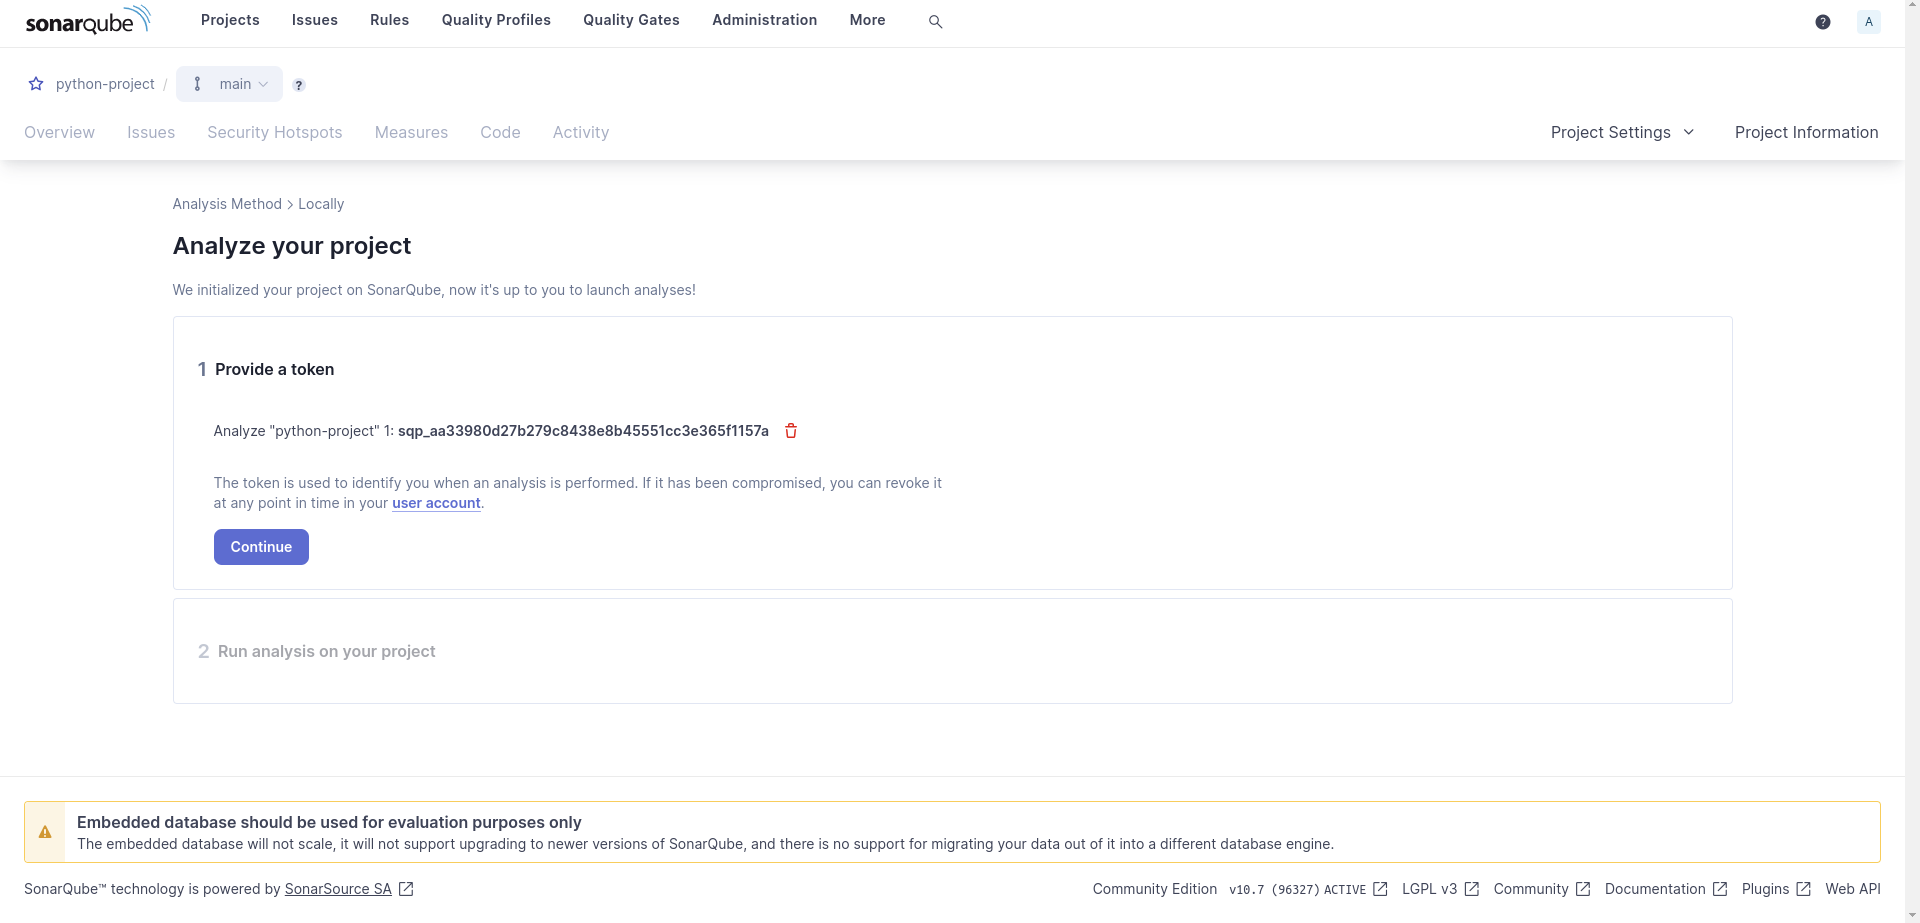 sonarqube
Projects Issues Rules Quality Profiles Quality Gates Administration More ? A
python-project / main ?
Overview Issues Security Hotspots Measures Code Activity Project Settings Project Information
Analysis Method > Locally
Analyze your project
We initialized your project on SonarQube, now it's up to you to launch analyses!
1 Provide a token
Analyze "python-project" 1: sqp_aa33980d27b279c8438e8b45551cc3e365f1157a
The token is used to identify you when an analysis is performed. If it has been compromised, you can revoke it
at any point in time in your user account.
Continue
2 Run analysis on your project
Embedded database should be used for evaluation purposes only
The embedded database will not scale, it will not support upgrading to newer versions of SonarQube, and there is no support for migrating your data out of it into a different database engine.
SonarQube™ technology is powered by SonarSource SA Community Edition v10.7 (96327) ACTIVE LGPL v3 Community Documentation Plugins Web API